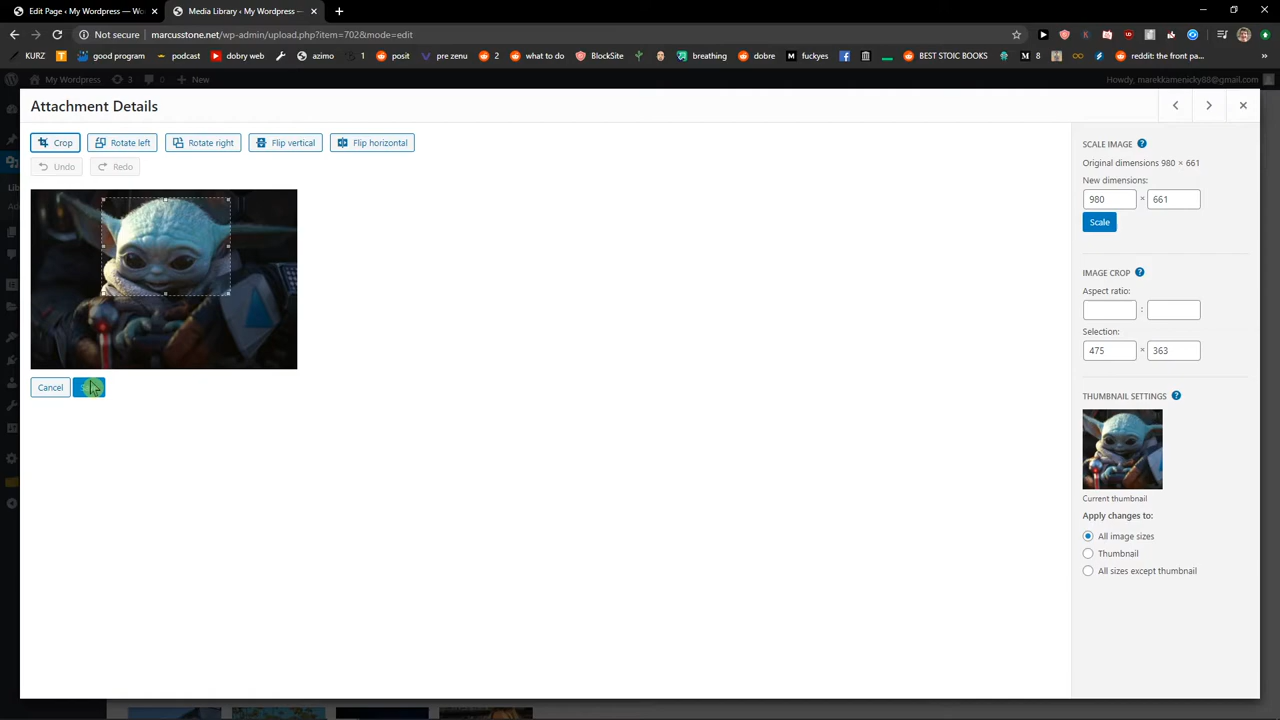 Edit Page ‹ My Wordpress — Wo
Media Library ‹ My Wordpress —
Not secure
marcusstone.net/wp-admin/upload.php?item=702&mode=edit
KURZ
good program
podcast
dobry web
azimo
1
pre zenu
2
what to do
BlockSite
breathing
dobre
fuckyes
BEST STOIC BOOKS
8
reddit: the front pa...
My Wordpress
3
0
New
Howdy, marekkamenicky88@gmail.com
Attachment Details
Crop
Rotate left
Rotate right
Flip vertical
Flip horizontal
Undo
Redo
Cancel
SCALE IMAGE
Original dimensions 980 × 661
New dimensions:
980 × 661
Scale
IMAGE CROP
Aspect ratio:
:
Selection:
475 × 363
THUMBNAIL SETTINGS
Current thumbnail
Apply changes to:
All image sizes
Thumbnail
All sizes except thumbnail